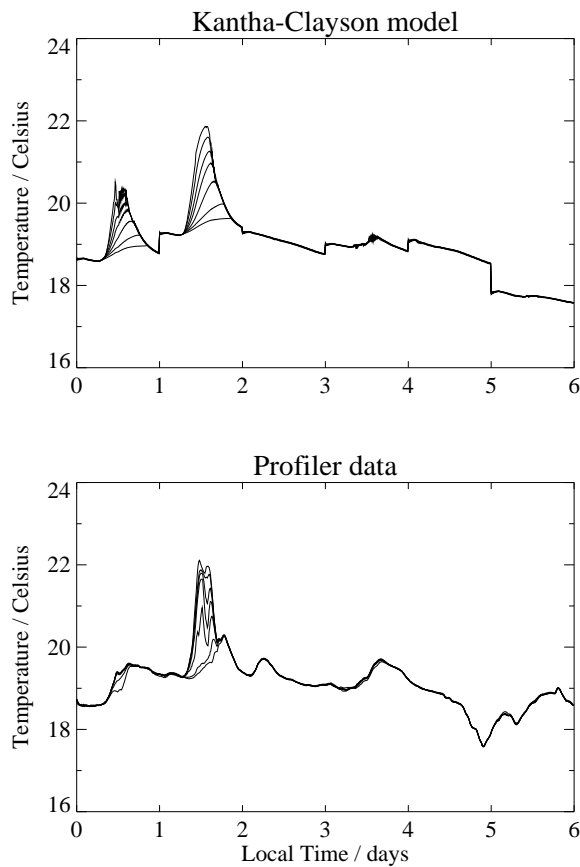 Kantha-Clayson model
Temperature / Celsius
24
22
20
18
16
0 1 2 3 4 5 6
Profiler data
Temperature / Celsius
24
22
20
18
16
0 1 2 3 4 5 6
Local Time / days